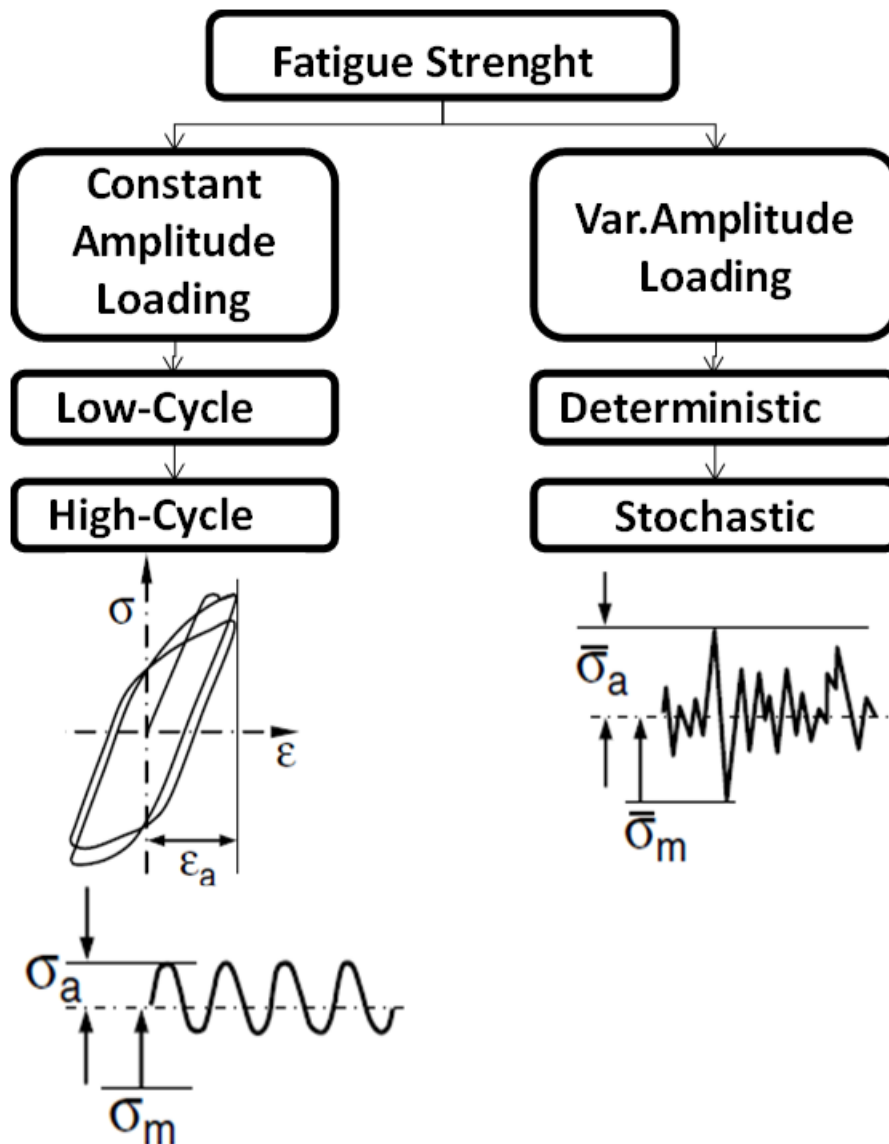 Fatigue Strenght
Constant
Amplitude
Loading
Var.Amplitude
Loading
Low-Cycle
Deterministic
High-Cycle
Stochastic
σ
ε
εa
σ̄a
σ̄m
σa
σm